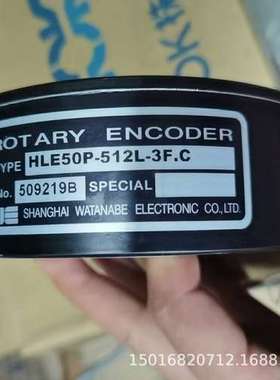 ROTARY ENCODER
TYPE HLE50P-512L-3F.C
No. 509219B SPECIAL
SHANGHAI WATANABE ELECTRONIC CO.,LTD.
15016820712.1688.